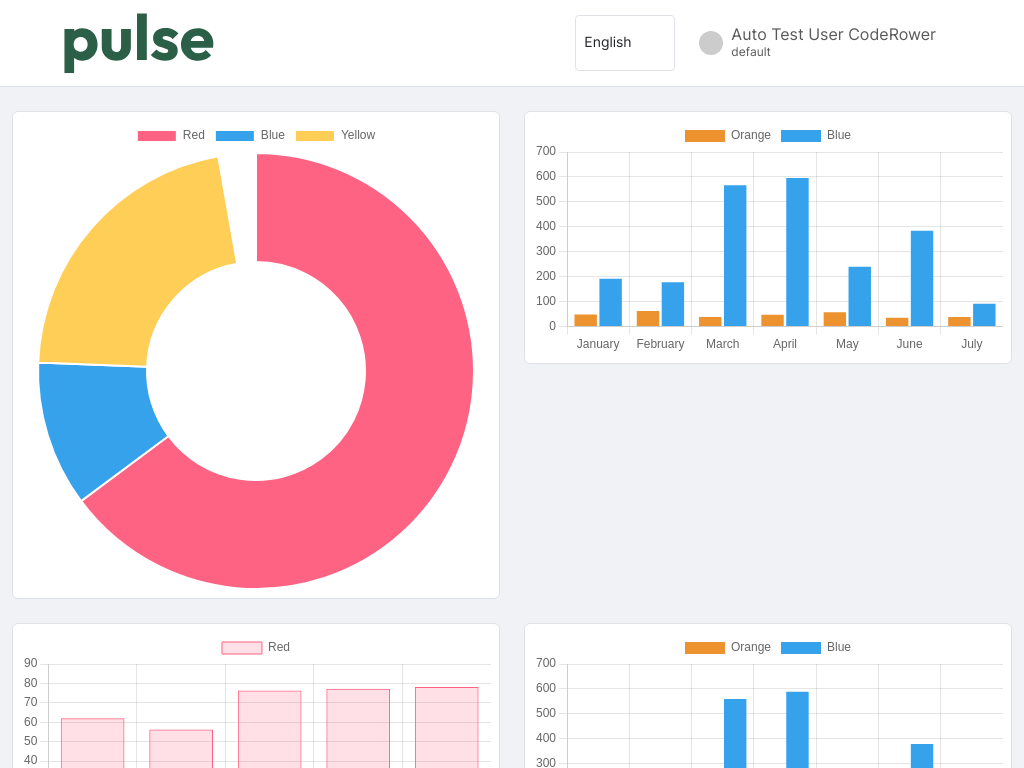 pulse
English
Auto Test User CodeRower
default
Red Blue Yellow
Orange Blue
700
600
500
400
300
200
100
0
January February March April May June July
Red
90
80
70
60
50
40
Orange Blue
700
600
500
400
300